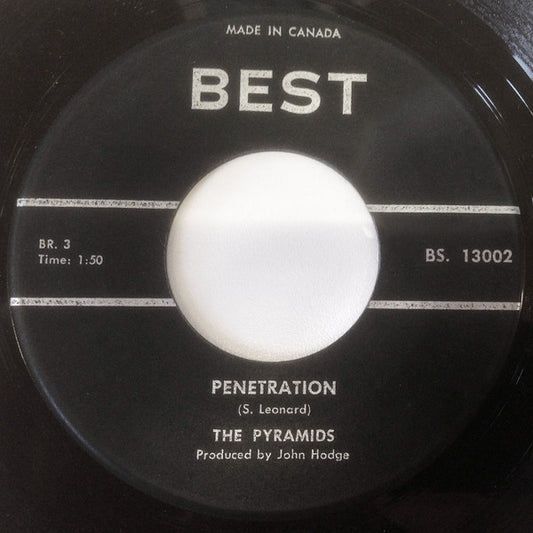 MADE IN CANADA
BEST
BR. 3
Time: 1:50
BS. 13002
PENETRATION
(S. Leonard)
THE PYRAMIDS
Produced by John Hodge